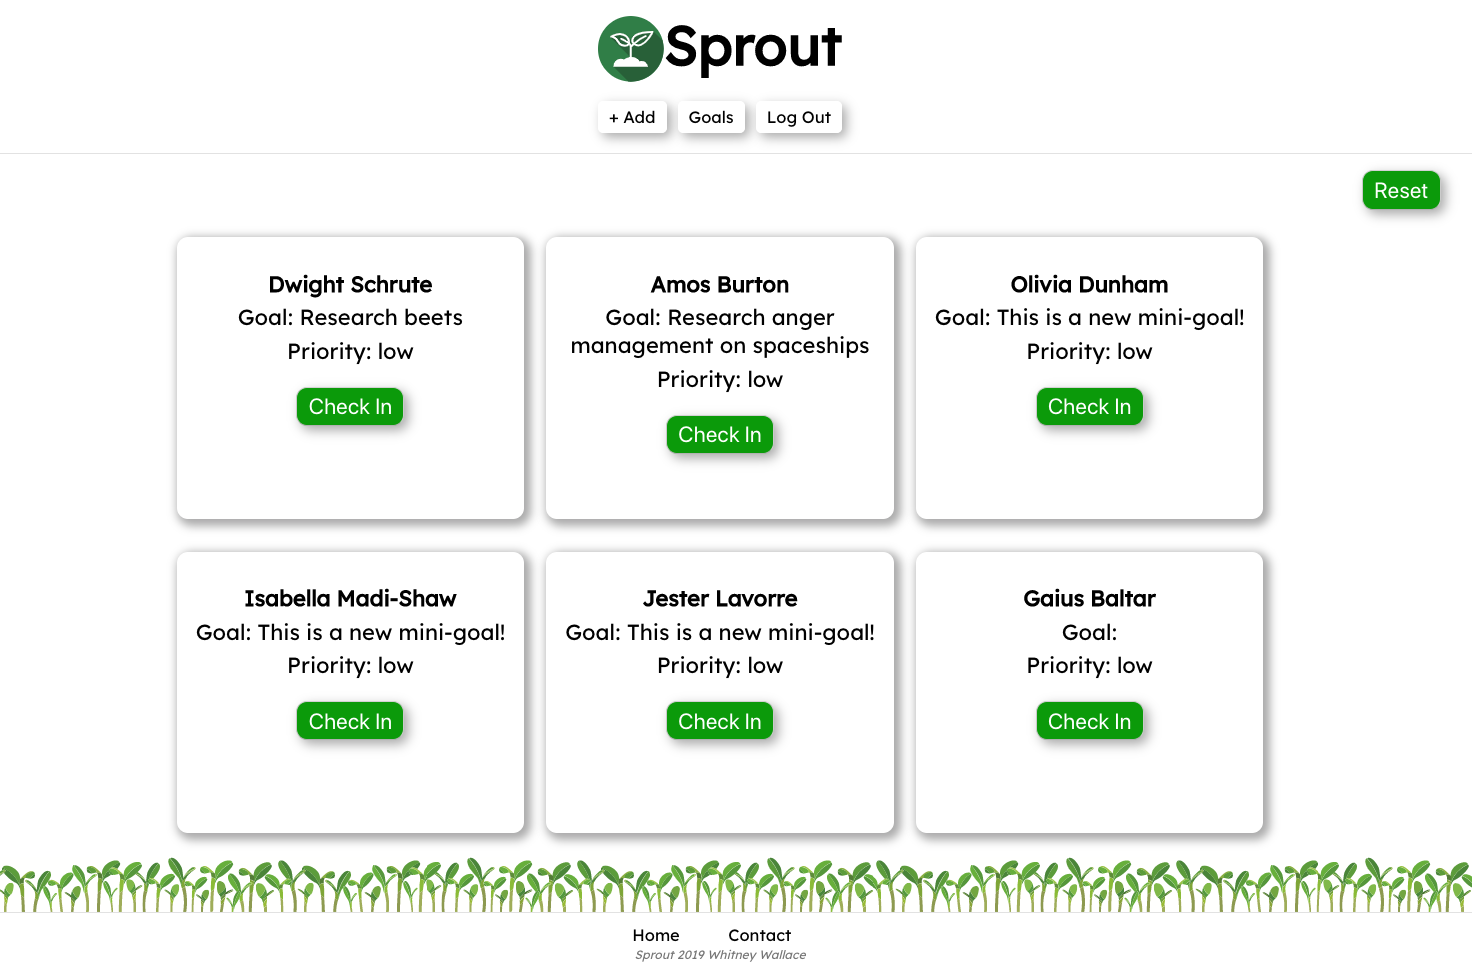 Sprout
+ Add
Goals
Log Out
Reset
Dwight Schrute
Goal: Research beets
Priority: low
Check In
Amos Burton
Goal: Research anger
management on spaceships
Priority: low
Check In
Olivia Dunham
Goal: This is a new mini-goal!
Priority: low
Check In
Isabella Madi-Shaw
Goal: This is a new mini-goal!
Priority: low
Check In
Jester Lavorre
Goal: This is a new mini-goal!
Priority: low
Check In
Gaius Baltar
Goal:
Priority: low
Check In
Home
Contact
Sprout 2019 Whitney Wallace